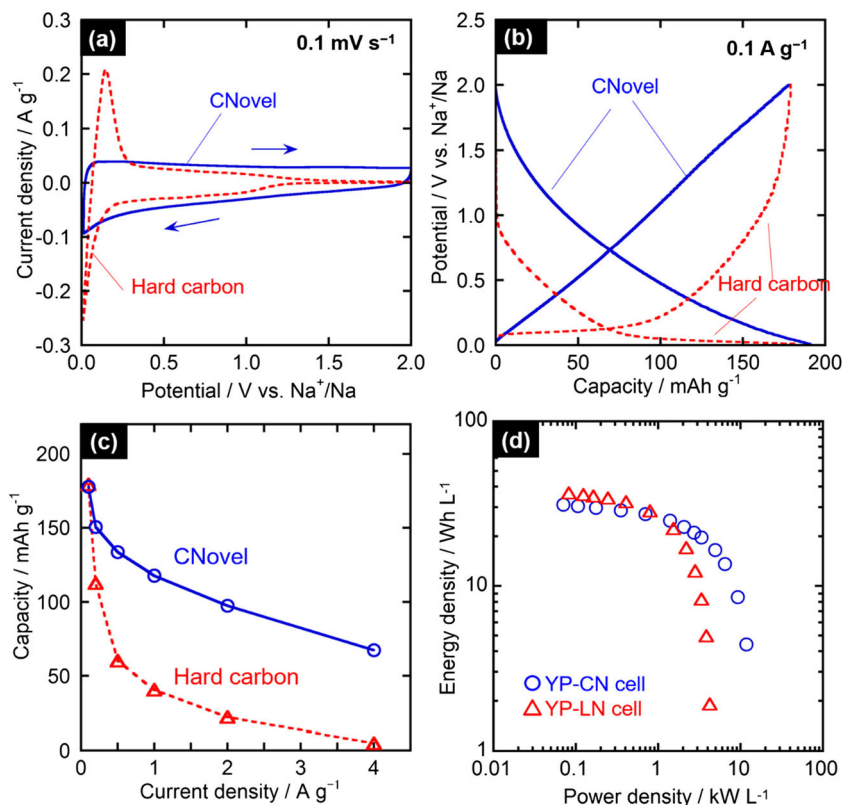 (a)
0.1 mV s⁻¹
CNovel
Hard carbon
Current density / A g⁻¹
0.3
0.2
0.1
0.0
-0.1
-0.2
-0.3
0.0
0.5
1.0
1.5
2.0
Potential / V vs. Na⁺/Na
(b)
0.1 A g⁻¹
CNovel
Hard carbon
Potential / V vs. Na⁺/Na
2.5
2.0
1.5
1.0
0.5
0.0
0
50
100
150
200
Capacity / mAh g⁻¹
(c)
CNovel
Hard carbon
Capacity / mAh g⁻¹
200
150
100
50
0
0
1
2
3
4
Current density / A g⁻¹
(d)
YP-CN cell
YP-LN cell
Energy density / Wh L⁻¹
100
10
1
0.01
0.1
1
10
100
Power density / kW L⁻¹